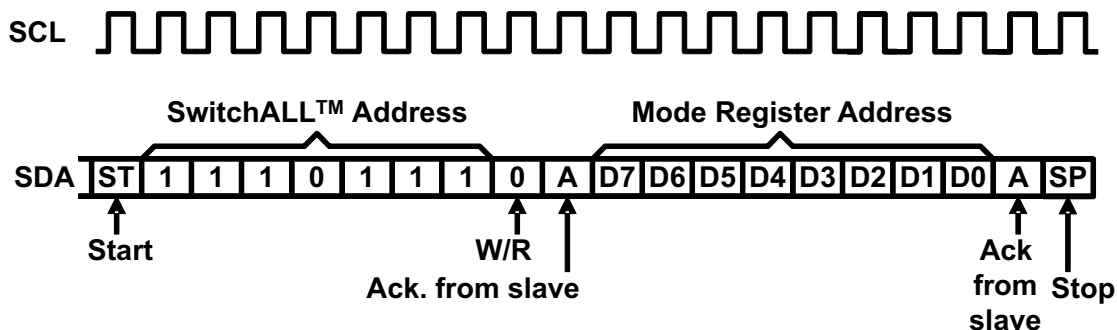 SCL
SwitchALL™ Address Mode Register Address
SDA ST 1 1 1 0 1 1 1 0 A D7 D6 D5 D4 D3 D2 D1 D0 A SP
Start W/R Ack Stop
Ack. from slave from
slave